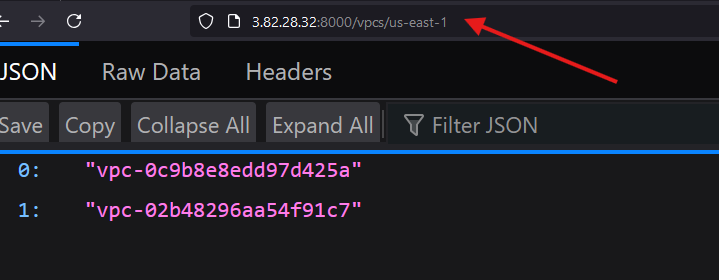 3.82.28.32:8000/vpcs/us-east-1
JSON Raw Data Headers
Save Copy Collapse All Expand All Filter JSON
0: "vpc-0c9b8e8edd97d425a"
1: "vpc-02b48296aa54f91c7"